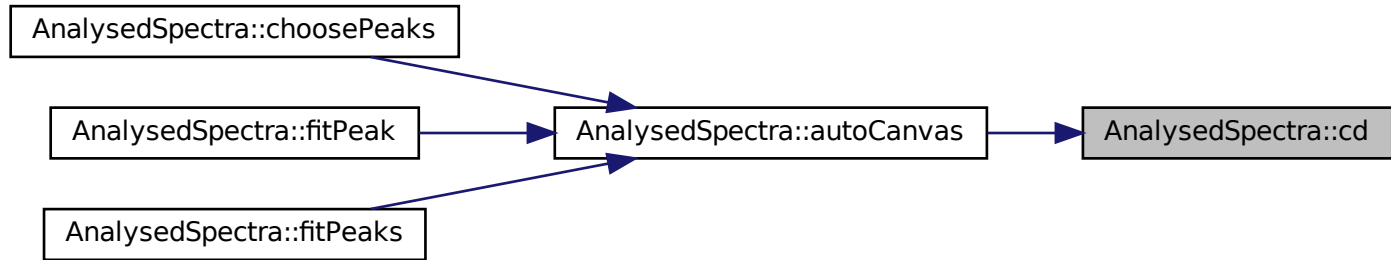 AnalysedSpectra::choosePeaks
AnalysedSpectra::fitPeak
AnalysedSpectra::autoCanvas
AnalysedSpectra::cd
AnalysedSpectra::fitPeaks